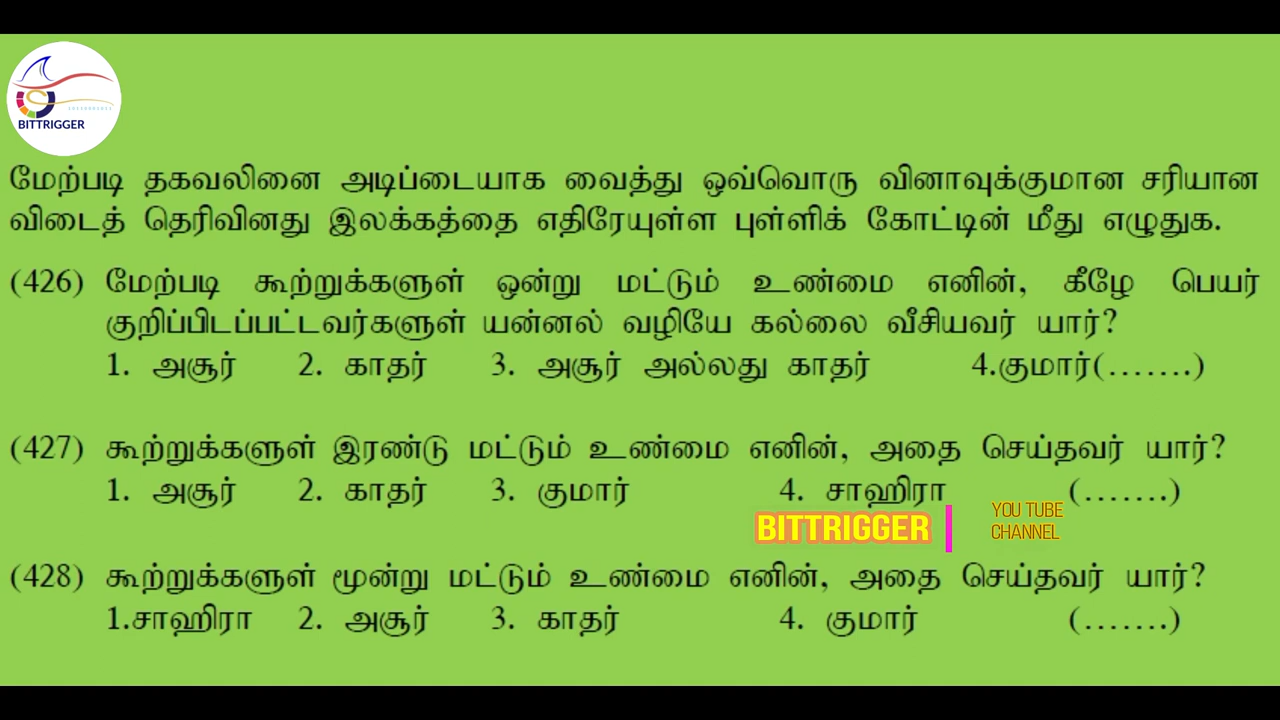 BITTRIGGER
மேற்படி தகவலினை அடிப்டையாக வைத்து ஒவ்வொரு வினாவுக்குமான சரியான
விடைத் தெரிவினது இலக்கத்தை எதிரேயுள்ள புள்ளிக் கோட்டின் மீது எழுதுக.
(426) மேற்படி கூற்றுக்களுள் ஒன்று மட்டும் உண்மை எனின், கீழே பெயர்
குறிப்பிடப்பட்டவர்களுள் யன்னல் வழியே கல்லை வீசியவர் யார்?
1. அசூர் 2. காதர் 3. அசூர் அல்லது காதர் 4.குமார்(.......)
(427) கூற்றுக்களுள் இரண்டு மட்டும் உண்மை எனின், அதை செய்தவர் யார்?
1. அசூர் 2. காதர் 3. குமார் 4. சாஹிரா (.......)
BITTRIGGER
YOU TUBE
CHANNEL
(428) கூற்றுக்களுள் மூன்று மட்டும் உண்மை எனின், அதை செய்தவர் யார்?
1.சாஹிரா 2. அசூர் 3. காதர் 4. குமார் (.......)